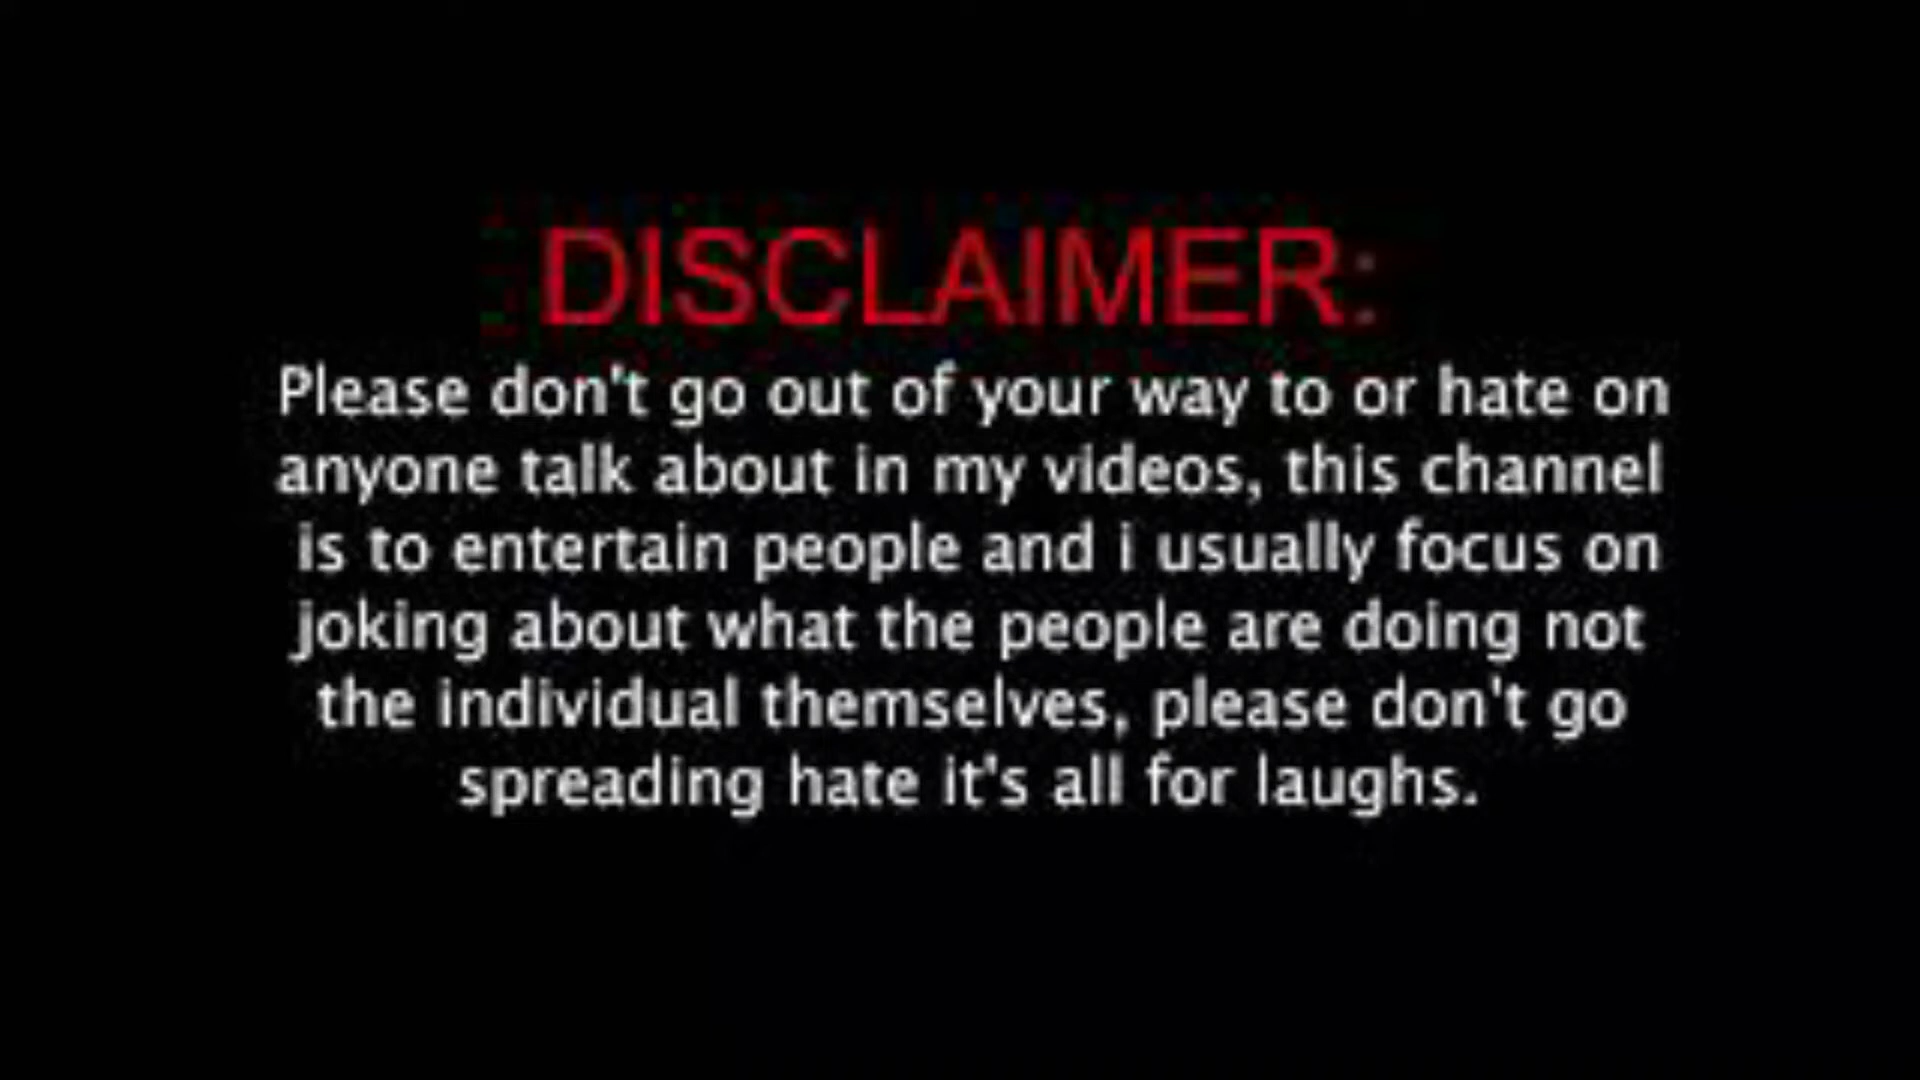 DISCLAIMER:
Please don't go out of your way to or hate on
anyone talk about in my videos, this channel
is to entertain people and i usually focus on
joking about what the people are doing not
the individual themselves, please don't go
spreading hate it's all for laughs.